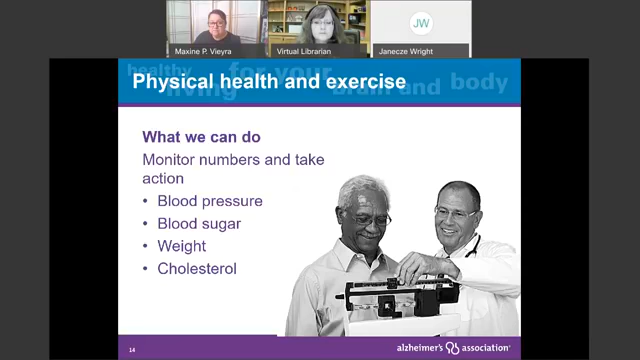 JW
Maxine P. Vieyra
Virtual Librarian
Janecze Wright
healthy
living
for your
brain and body
Physical health and exercise
What we can do
Monitor numbers and take
action
• Blood pressure
• Blood sugar
• Weight
• Cholesterol
14
alzheimer's association®